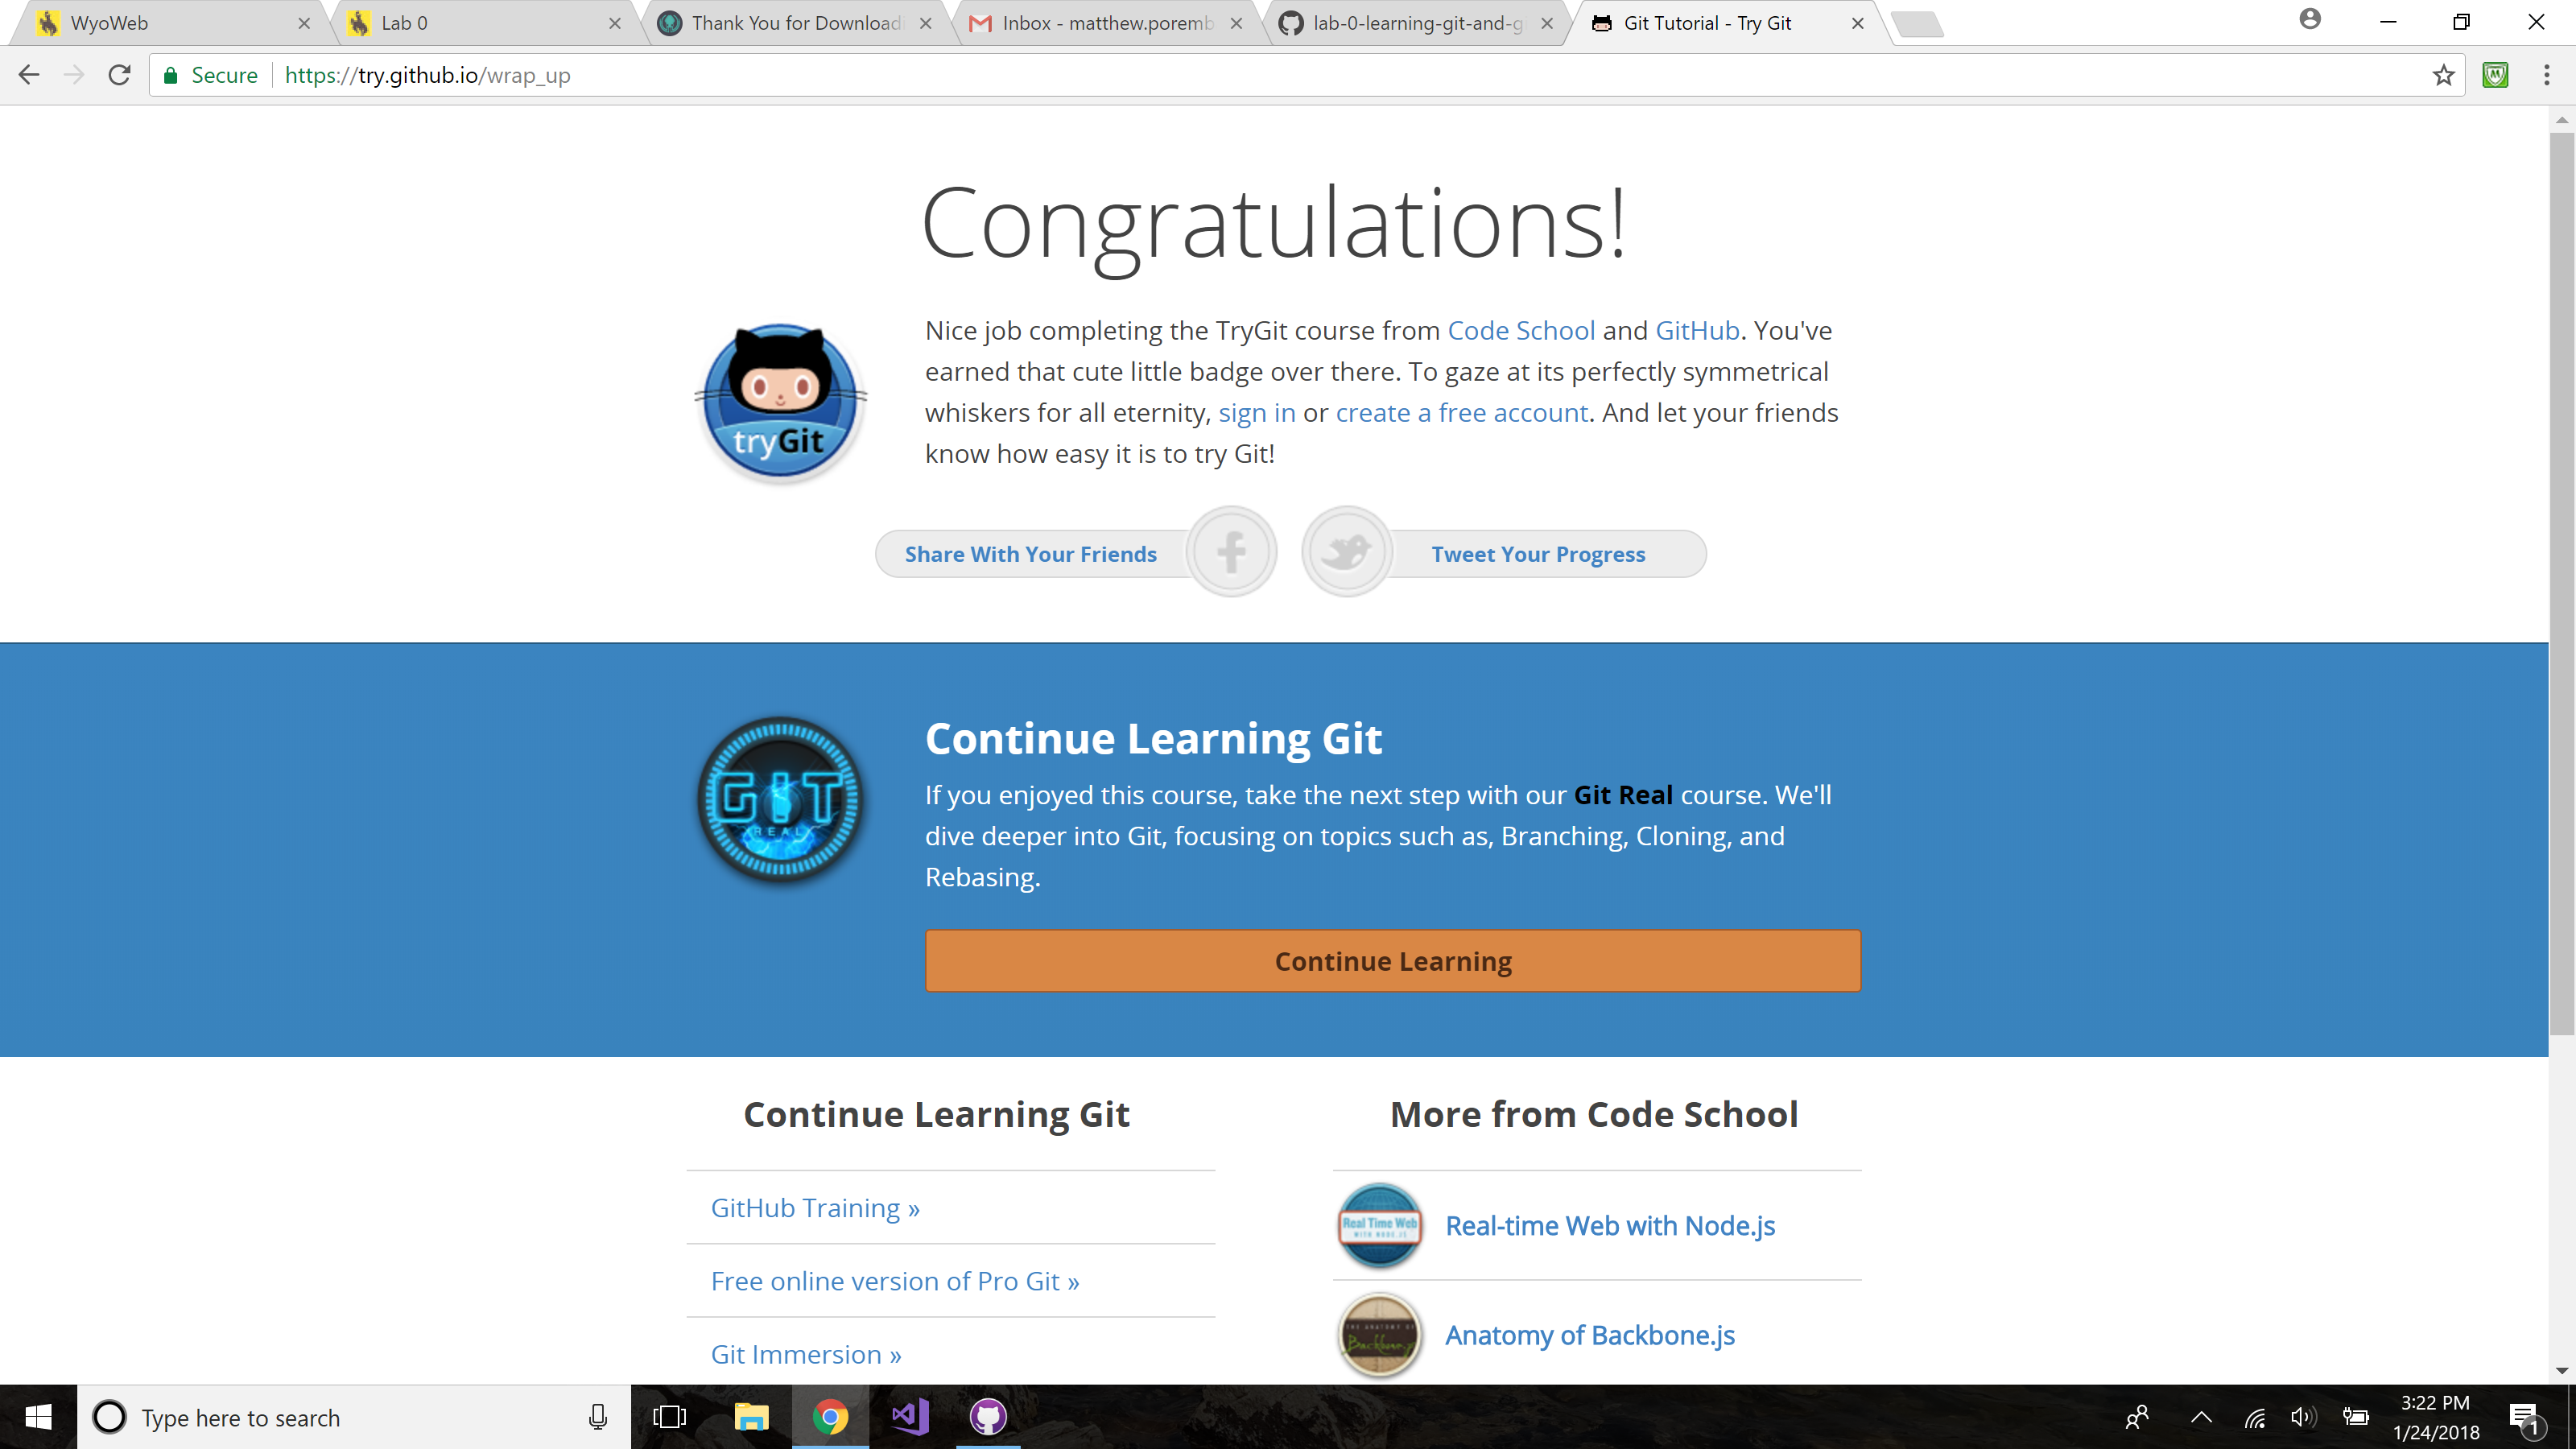 WyoWeb
Lab 0
Thank You for Download
Inbox - matthew.poremb
lab-0-learning-git-and-g
Git Tutorial - Try Git
Secure
https://try.github.io/wrap_up
Congratulations!
Nice job completing the TryGit course from Code School and GitHub. You've
earned that cute little badge over there. To gaze at its perfectly symmetrical
whiskers for all eternity, sign in or create a free account. And let your friends
know how easy it is to try Git!
tryGit
Share With Your Friends
Tweet Your Progress
GIT
REAL
Continue Learning Git
If you enjoyed this course, take the next step with our Git Real course. We'll
dive deeper into Git, focusing on topics such as, Branching, Cloning, and
Rebasing.
Continue Learning
Continue Learning Git
GitHub Training »
Free online version of Pro Git »
Git Immersion »
More from Code School
Real Time Web
WITH NODE.JS
Real-time Web with Node.js
THE ANATOMY OF
Backbone.js
Anatomy of Backbone.js
Type here to search
3:22 PM
1/24/2018
1